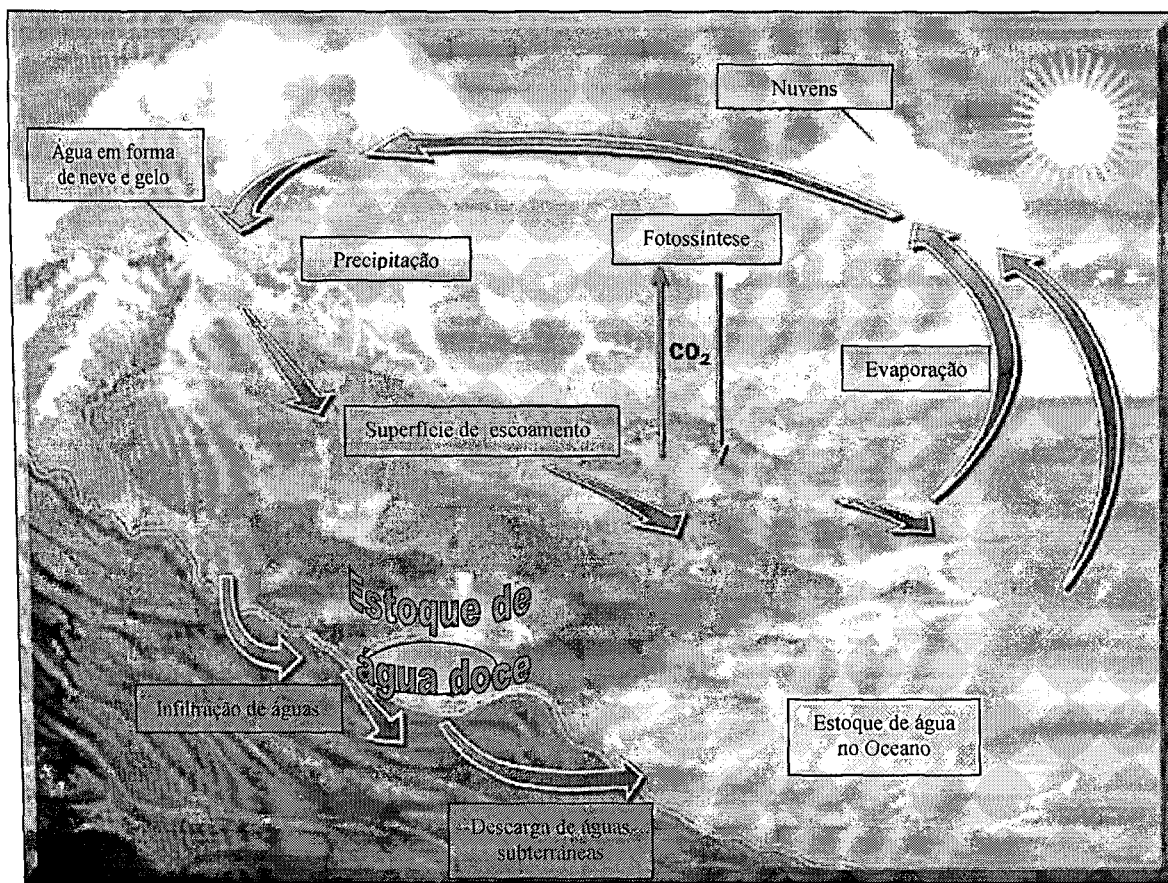 Nuvens
Água em forma
de neve e gelo
Fotossíntese
Precipitação
CO₂
Evaporação
Superfície de escoamento
Estoque de
água doce
Infiltração de águas
Estoque de água
no Oceano
Descarga de águas
subterrâneas